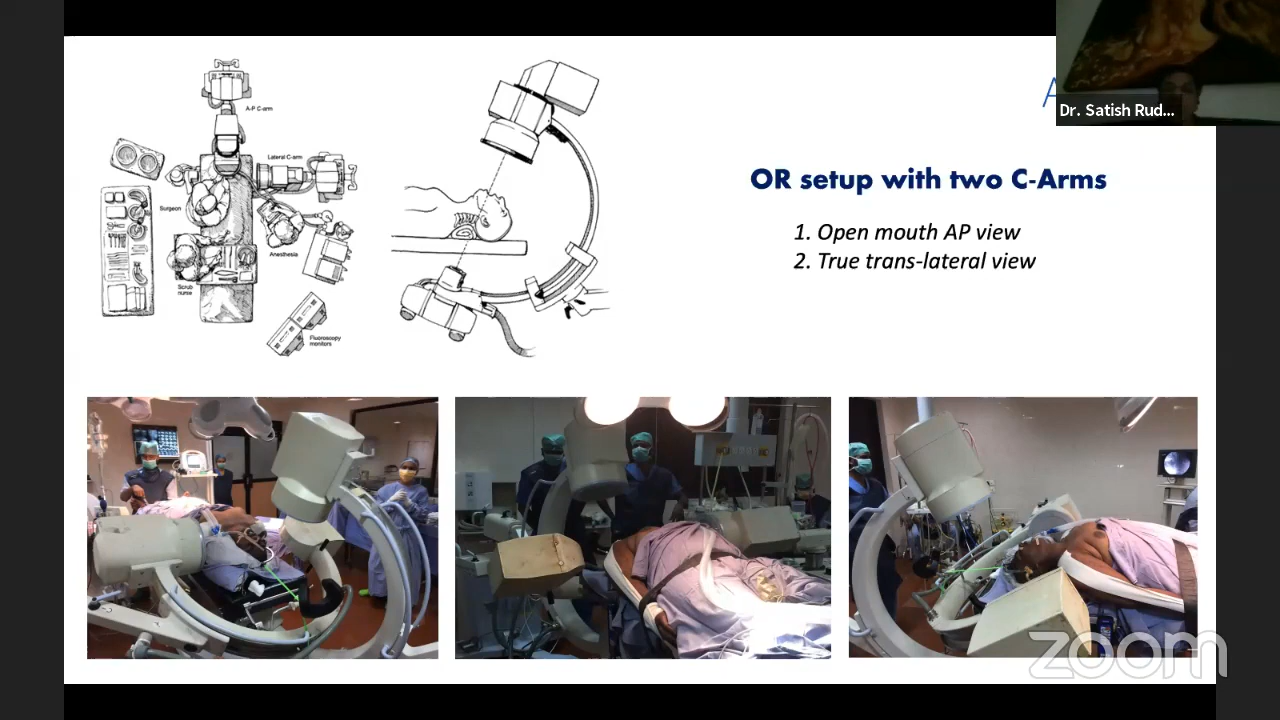 A
Dr. Satish Rud...
OR setup with two C-Arms
1. Open mouth AP view
2. True trans-lateral view
A-P C-arm
Lateral C-arm
Surgeon
Anesthesia
Scrub
nurse
Fluoroscopy
monitors
zoom